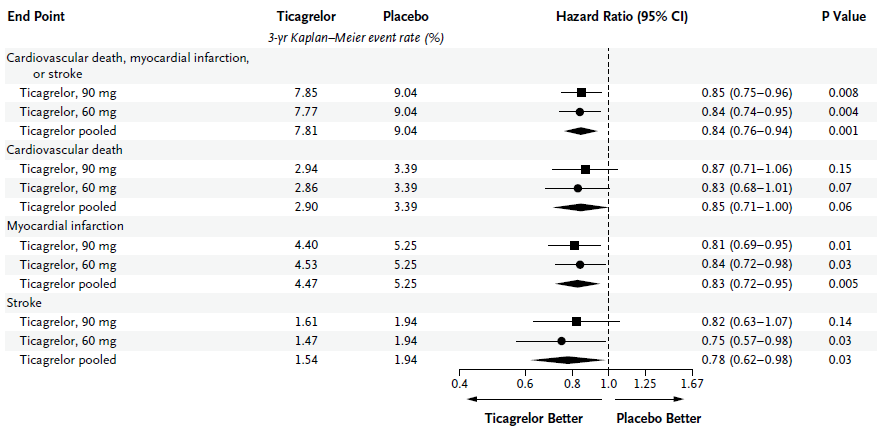 End Point Ticagrelor Placebo Hazard Ratio (95% CI) P Value
3-yr Kaplan–Meier event rate (%)
Cardiovascular death, myocardial infarction,
or stroke
Ticagrelor, 90 mg 7.85 9.04 0.85 (0.75–0.96) 0.008
Ticagrelor, 60 mg 7.77 9.04 0.84 (0.74–0.95) 0.004
Ticagrelor pooled 7.81 9.04 0.84 (0.76–0.94) 0.001
Cardiovascular death
Ticagrelor, 90 mg 2.94 3.39 0.87 (0.71–1.06) 0.15
Ticagrelor, 60 mg 2.86 3.39 0.83 (0.68–1.01) 0.07
Ticagrelor pooled 2.90 3.39 0.85 (0.71–1.00) 0.06
Myocardial infarction
Ticagrelor, 90 mg 4.40 5.25 0.81 (0.69–0.95) 0.01
Ticagrelor, 60 mg 4.53 5.25 0.84 (0.72–0.98) 0.03
Ticagrelor pooled 4.47 5.25 0.83 (0.72–0.95) 0.005
Stroke
Ticagrelor, 90 mg 1.61 1.94 0.82 (0.63–1.07) 0.14
Ticagrelor, 60 mg 1.47 1.94 0.75 (0.57–0.98) 0.03
Ticagrelor pooled 1.54 1.94 0.78 (0.62–0.98) 0.03
0.4 0.6 0.8 1.0 1.25 1.67
Ticagrelor Better Placebo Better